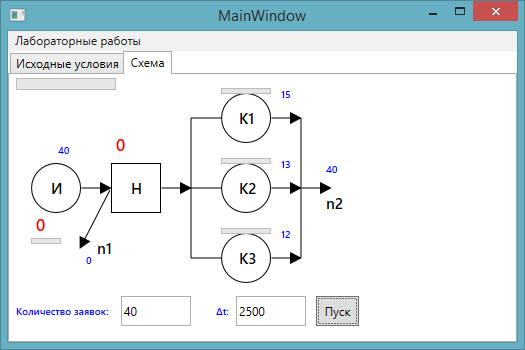 MainWindow
Лабораторные работы
Исходные условия Схема
15
К1
40
0
13
40
И
Н
К2
n2
0
12
n1
0
К3
Количество заявок: 40 Δt: 2500 Пуск